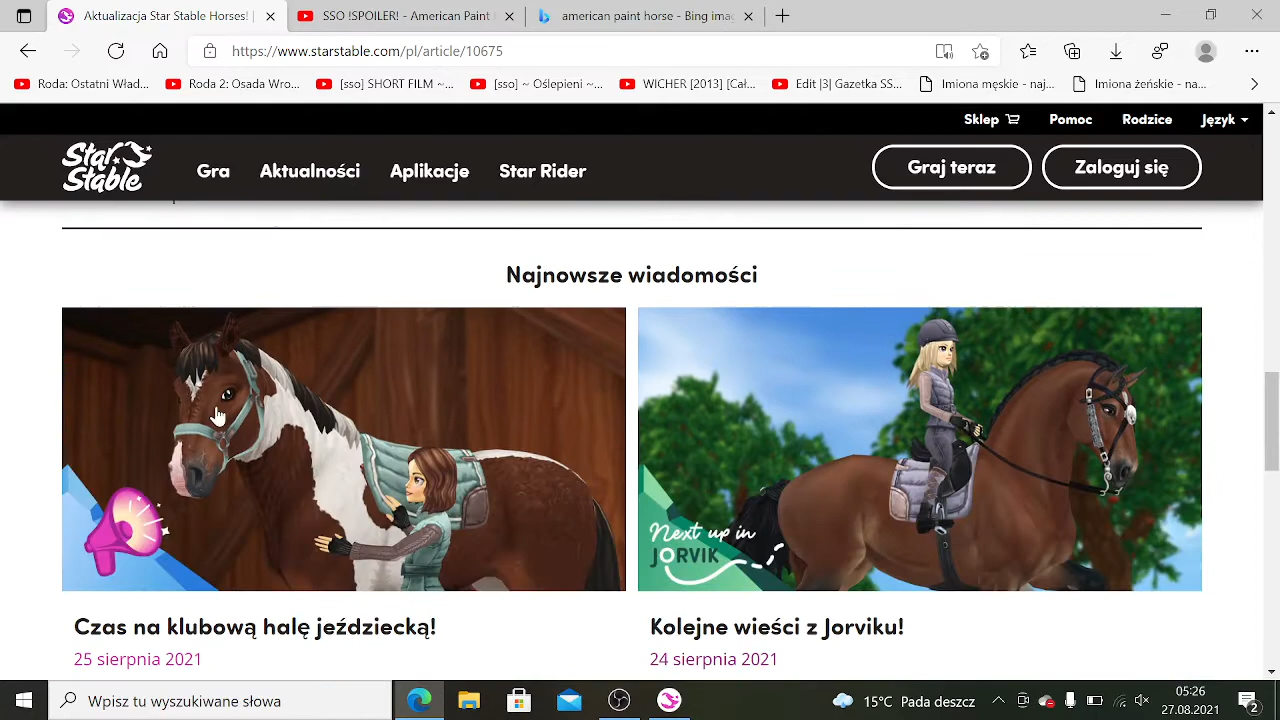 Aktualizacja Star Stable Horses!
SSO !SPOILER! - American Paint
american paint horse - Bing imag
https://www.starstable.com/pl/article/10675
Roda: Ostatni Wład...
Roda 2: Osada Wro...
[sso] SHORT FILM ~...
[sso] ~ Oślepieni ~...
WICHER [2013] [Cał...
Edit |3| Gazetka SS...
Imiona męskie - naj...
Imiona żeńskie - na...
Sklep
Pomoc
Rodzice
Język
Star Stable
Gra
Aktualności
Aplikacje
Star Rider
Graj teraz
Zaloguj się
Najnowsze wiadomości
Next up in
JORVIK
Czas na klubową halę jeździecką!
25 sierpnia 2021
Kolejne wieści z Jorviku!
24 sierpnia 2021
Wpisz tu wyszukiwane słowa
15°C Pada deszcz
05:26
27.08.2021
2